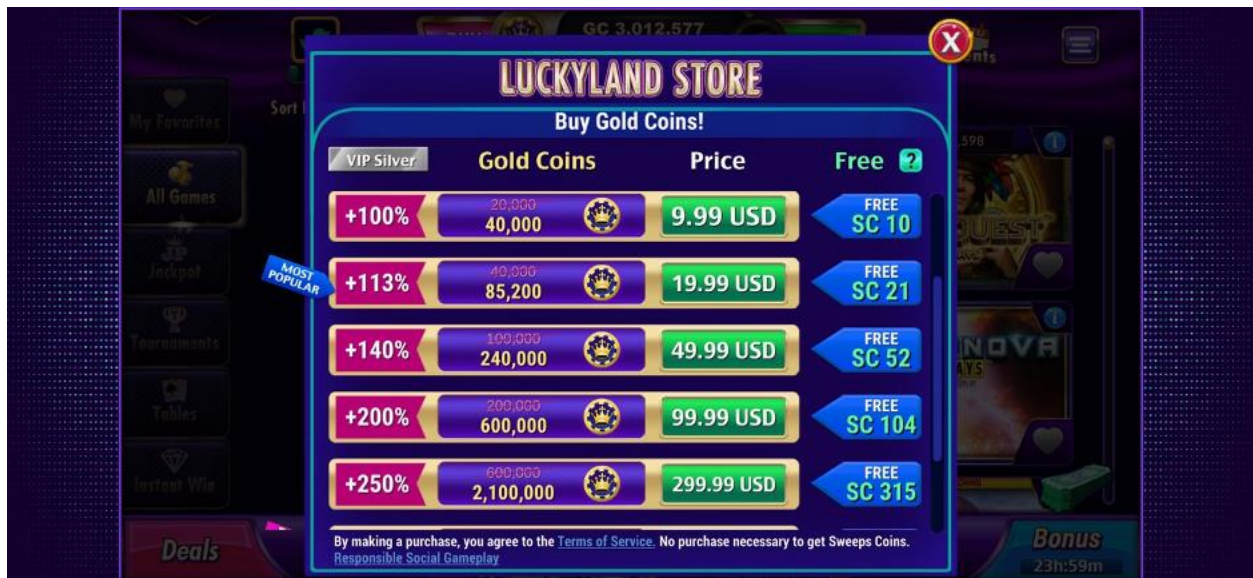 GC 3,012,577
LUCKYLAND STORE
Buy Gold Coins!
VIP Silver Gold Coins Price Free ?
+100% 20,000 40,000 9.99 USD FREE SC 10
MOST POPULAR
+113% 40,000 85,200 19.99 USD FREE SC 21
+140% 100,000 240,000 49.99 USD FREE SC 52
+200% 200,000 600,000 99.99 USD FREE SC 104
+250% 600,000 2,100,000 299.99 USD FREE SC 315
By making a purchase, you agree to the Terms of Service. No purchase necessary to get Sweeps Coins.
Responsible Social Gameplay
X
My Favorites
Sort
All Games
Jackpot
Tournaments
Tables
Instant Win
Deals
Bonus
23h:59m